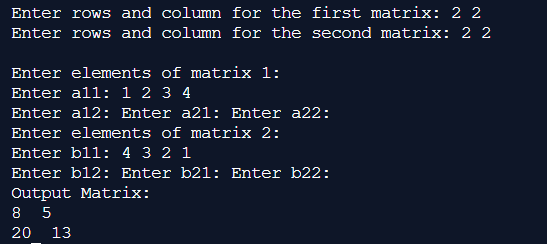 Enter rows and column for the first matrix: 2 2
Enter rows and column for the second matrix: 2 2
Enter elements of matrix 1:
Enter a11: 1 2 3 4
Enter a12: Enter a21: Enter a22:
Enter elements of matrix 2:
Enter b11: 4 3 2 1
Enter b12: Enter b21: Enter b22:
Output Matrix:
8  5
20  13